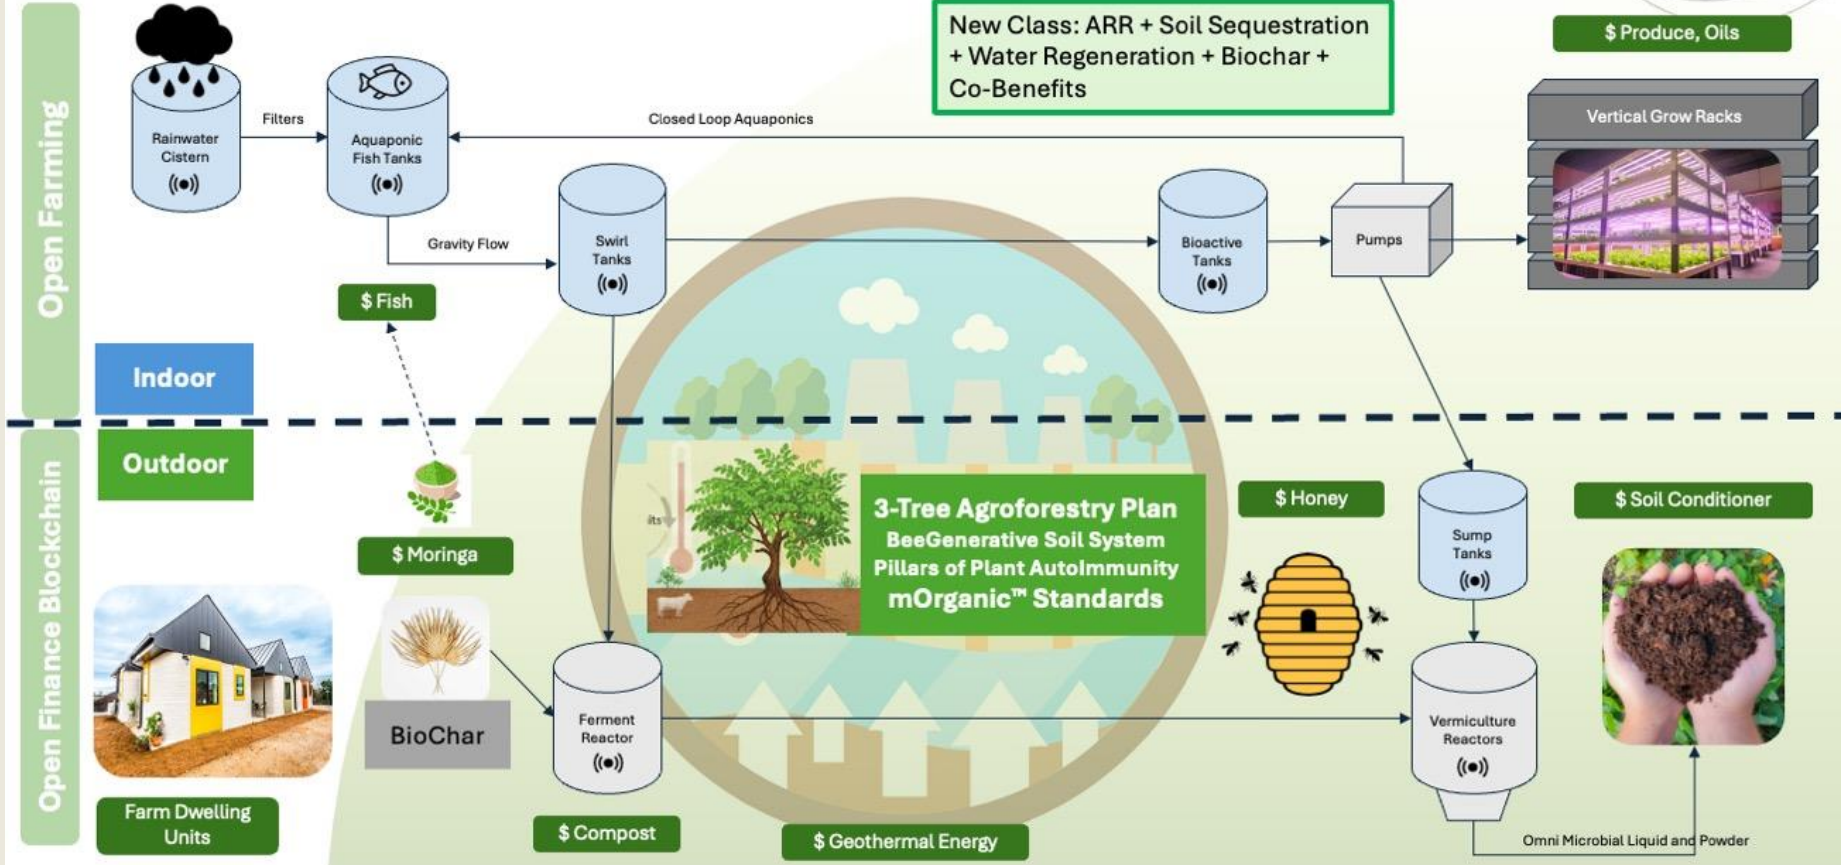 Open Farming
Open Finance Blockchain
New Class: ARR + Soil Sequestration
+ Water Regeneration + Biochar +
Co-Benefits
$ Produce, Oils
Vertical Grow Racks
Rainwater
Cistern
Filters
Aquaponic
Fish Tanks
Closed Loop Aquaponics
Gravity Flow
Swirl
Tanks
Bioactive
Tanks
Pumps
$ Fish
Indoor
Outdoor
$ Moringa
its
3-Tree Agroforestry Plan
BeeGenerative Soil System
Pillars of Plant AutoImmunity
mOrganic™ Standards
$ Honey
Sump
Tanks
$ Soil Conditioner
BioChar
Ferment
Reactor
Vermiculture
Reactors
Farm Dwelling
Units
$ Compost
$ Geothermal Energy
Omni Microbial Liquid and Powder